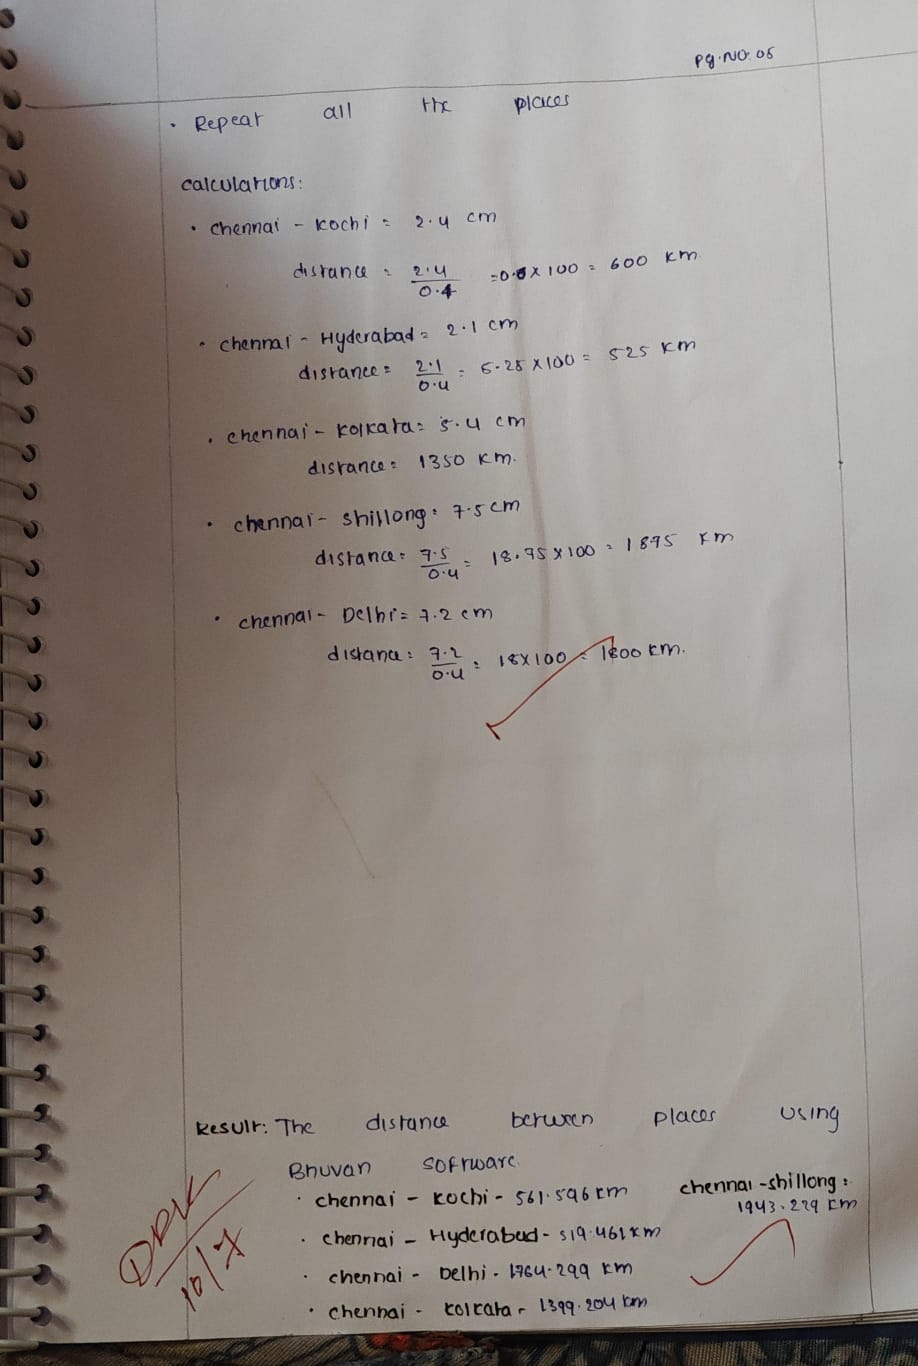 Pg.NO: 05
• Repeat all the places
Calculations:
• Chennai - Kochi = 2.4 cm
distance = 2.4/0.4 = 0.6 x 100 = 600 km.
• Chennai - Hyderabad = 2.1 cm
distance = 2.1/0.4 = 5.25 x 100 = 525 km
• Chennai - Kolkata = 5.4 cm
distance = 1350 km.
• Chennai - Shillong = 7.5 cm
distance = 7.5/0.4 = 18.75 x 100 = 1875 km
• Chennai - Delhi = 7.2 cm
distance = 7.2/0.4 = 18 x 100 = 1800 km.
Result: The distance between places using
Bhuvan software.
• Chennai - Kochi - 561.596 km
• Chennai - Hyderabad - 519.461 km
• Chennai - Delhi - 1764.299 km
• Chennai - Kolkata - 1399.204 km
Chennai - Shillong =
1943.229 km
10/7